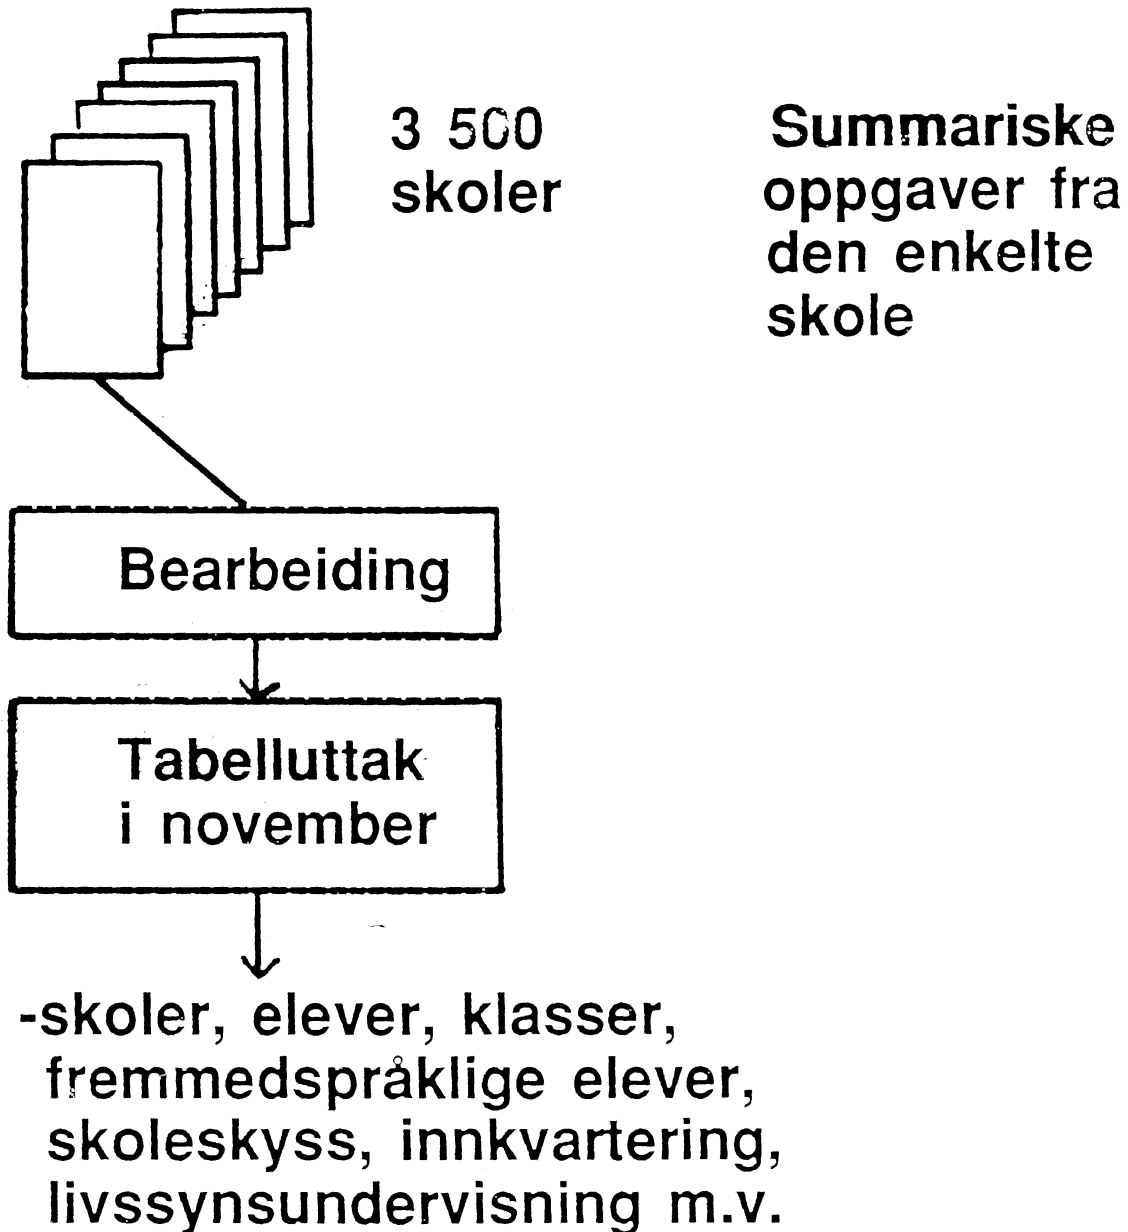 3 500
skoler
Summariske
oppgaver fra
den enkelte
skole
Bearbeiding
Tabelluttak
i november
-skoler, elever, klasser,
fremmedspråklige elever,
skoleskyss, innkvartering,
livssynsundervisning m.v.